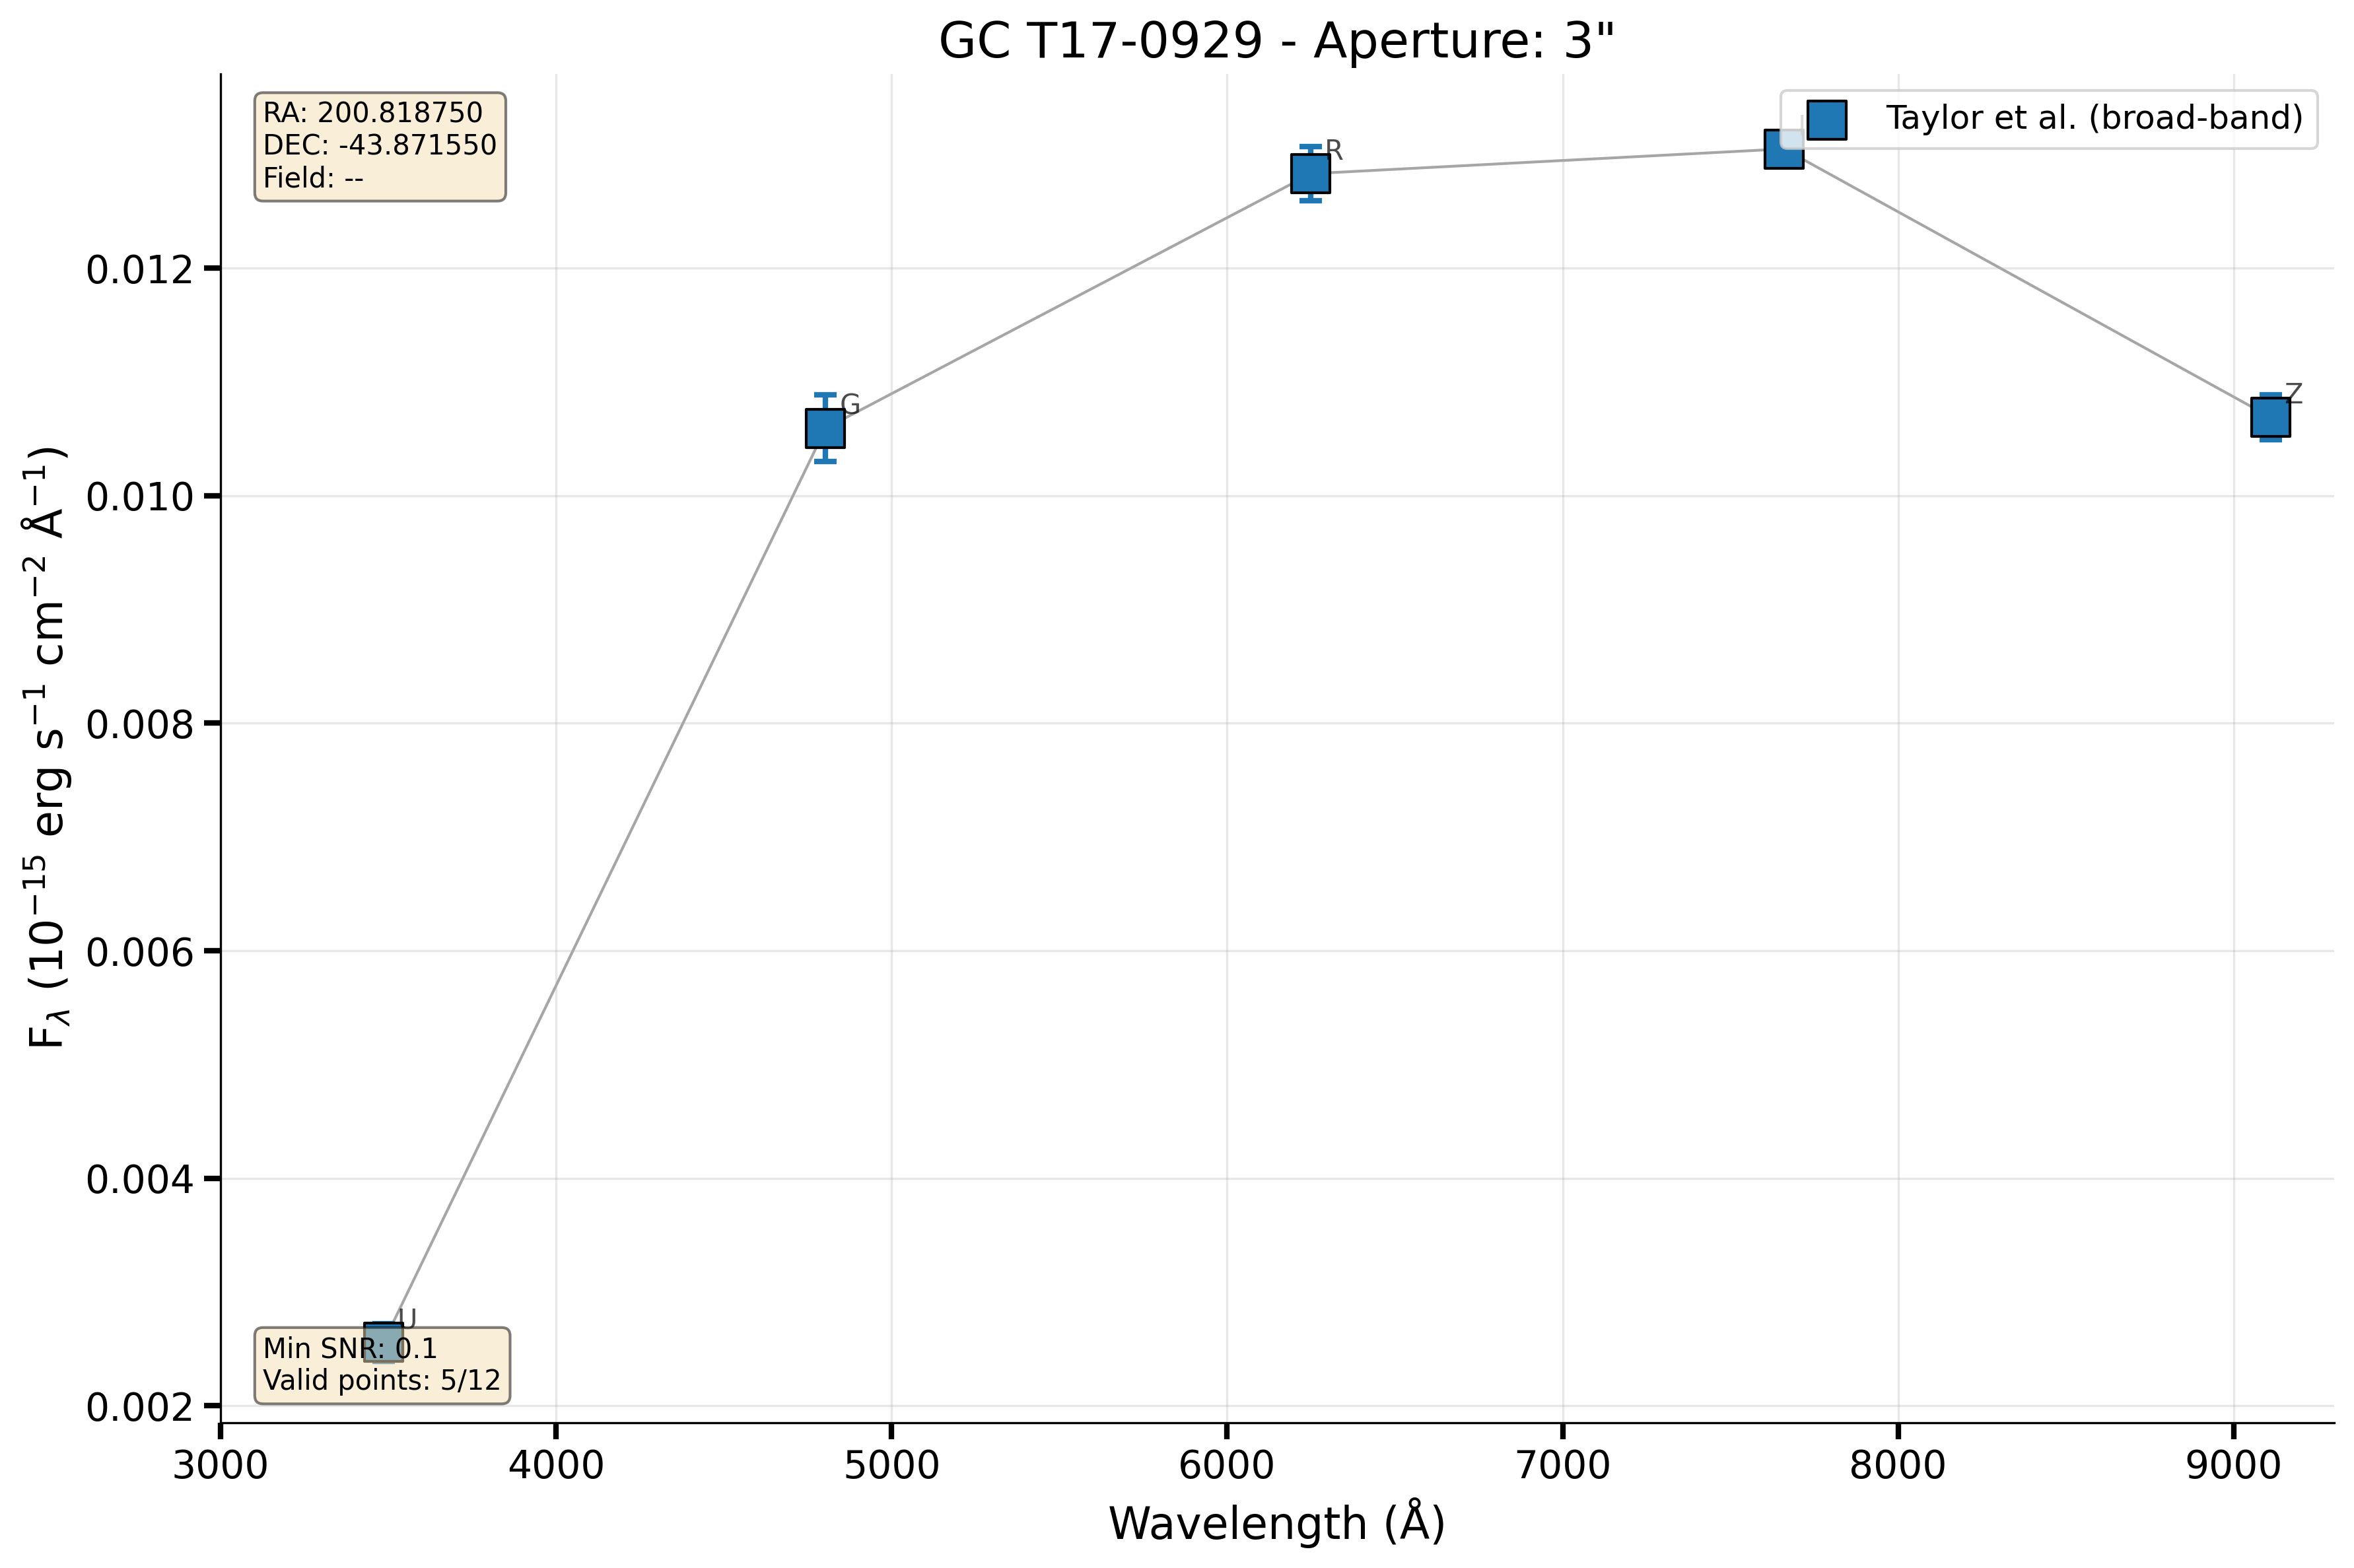 GC T17-0929 - Aperture: 3"
RA: 200.818750
DEC: -43.871550
Field: --
Taylor et al. (broad-band)
R
G
Z
U
Min SNR: 0.1
Valid points: 5/12
F_λ (10⁻¹⁵ erg s⁻¹ cm⁻² Å⁻¹)
0.012
0.010
0.008
0.006
0.004
0.002
3000 4000 5000 6000 7000 8000 9000
Wavelength (Å)